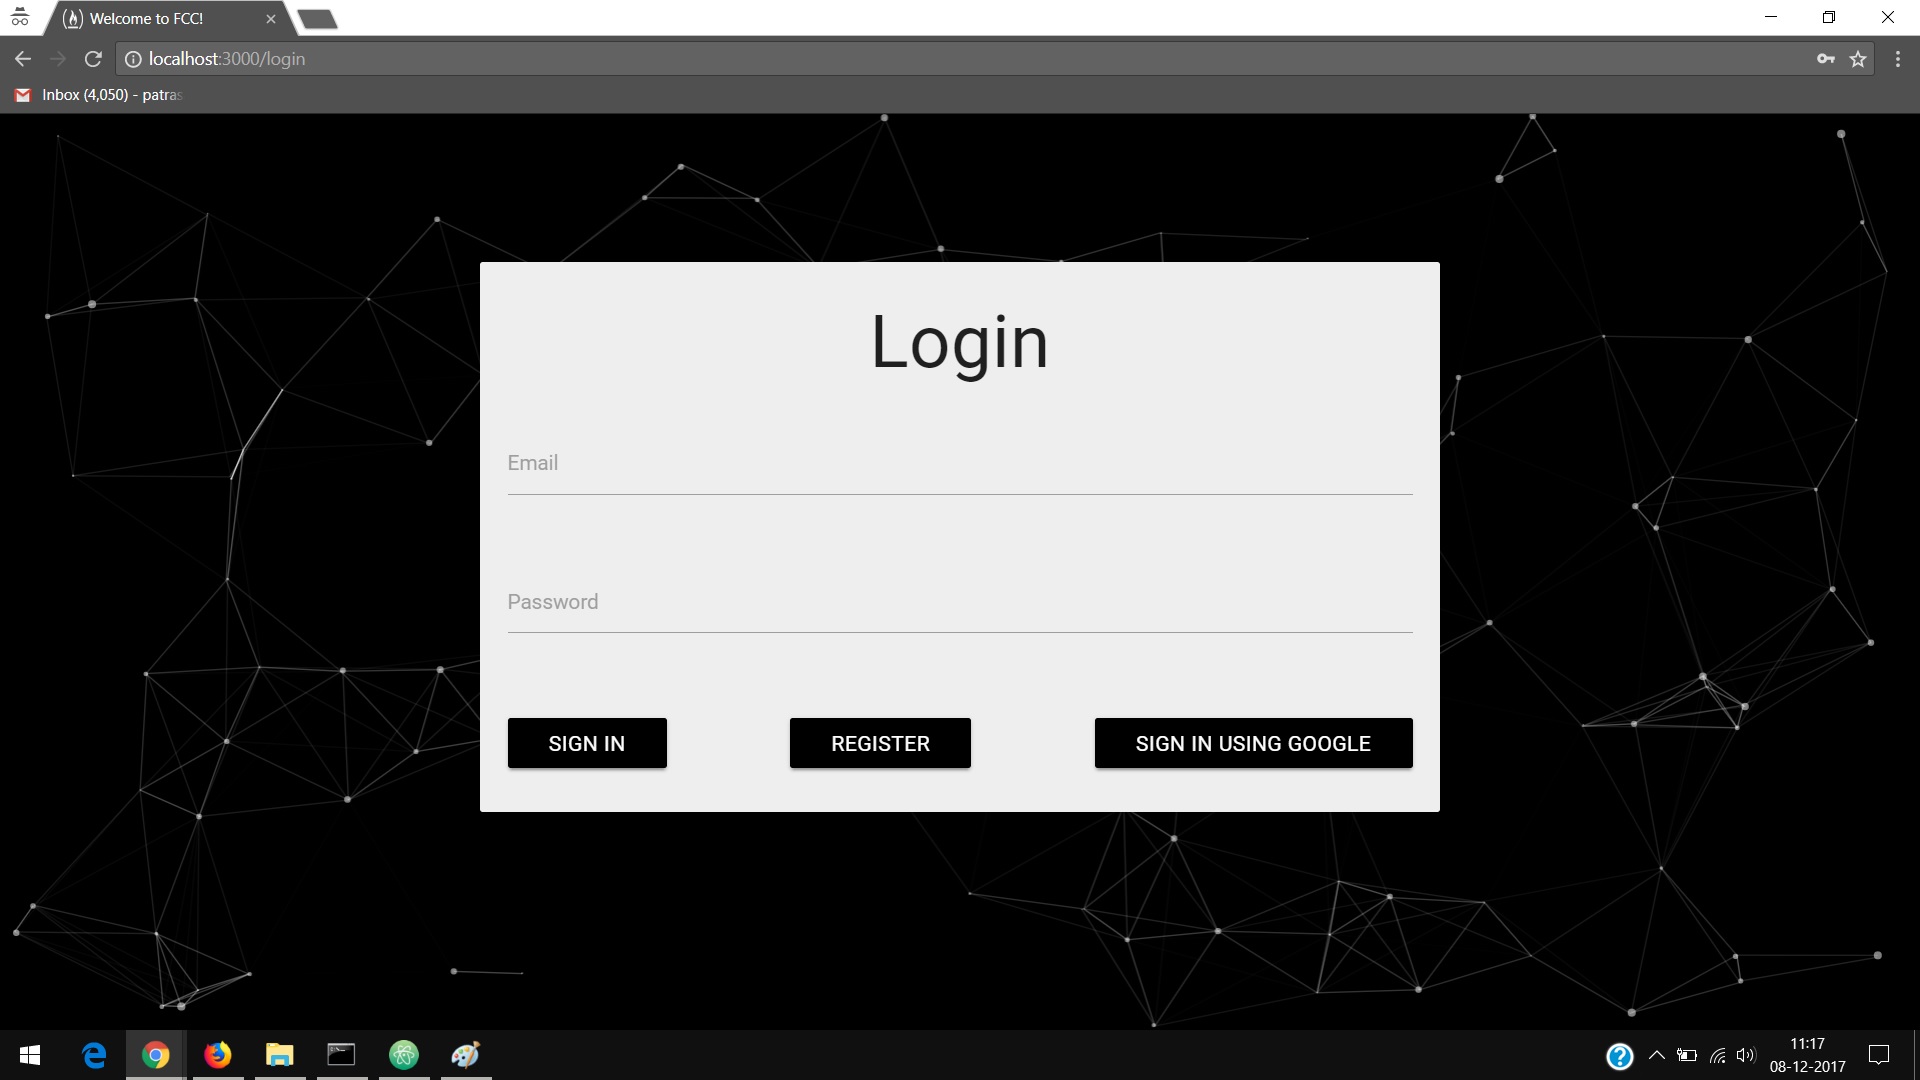 Welcome to FCC!
localhost:3000/login
Inbox (4,050) - patras
Login
Email
Password
SIGN IN
REGISTER
SIGN IN USING GOOGLE
11:17
08-12-2017